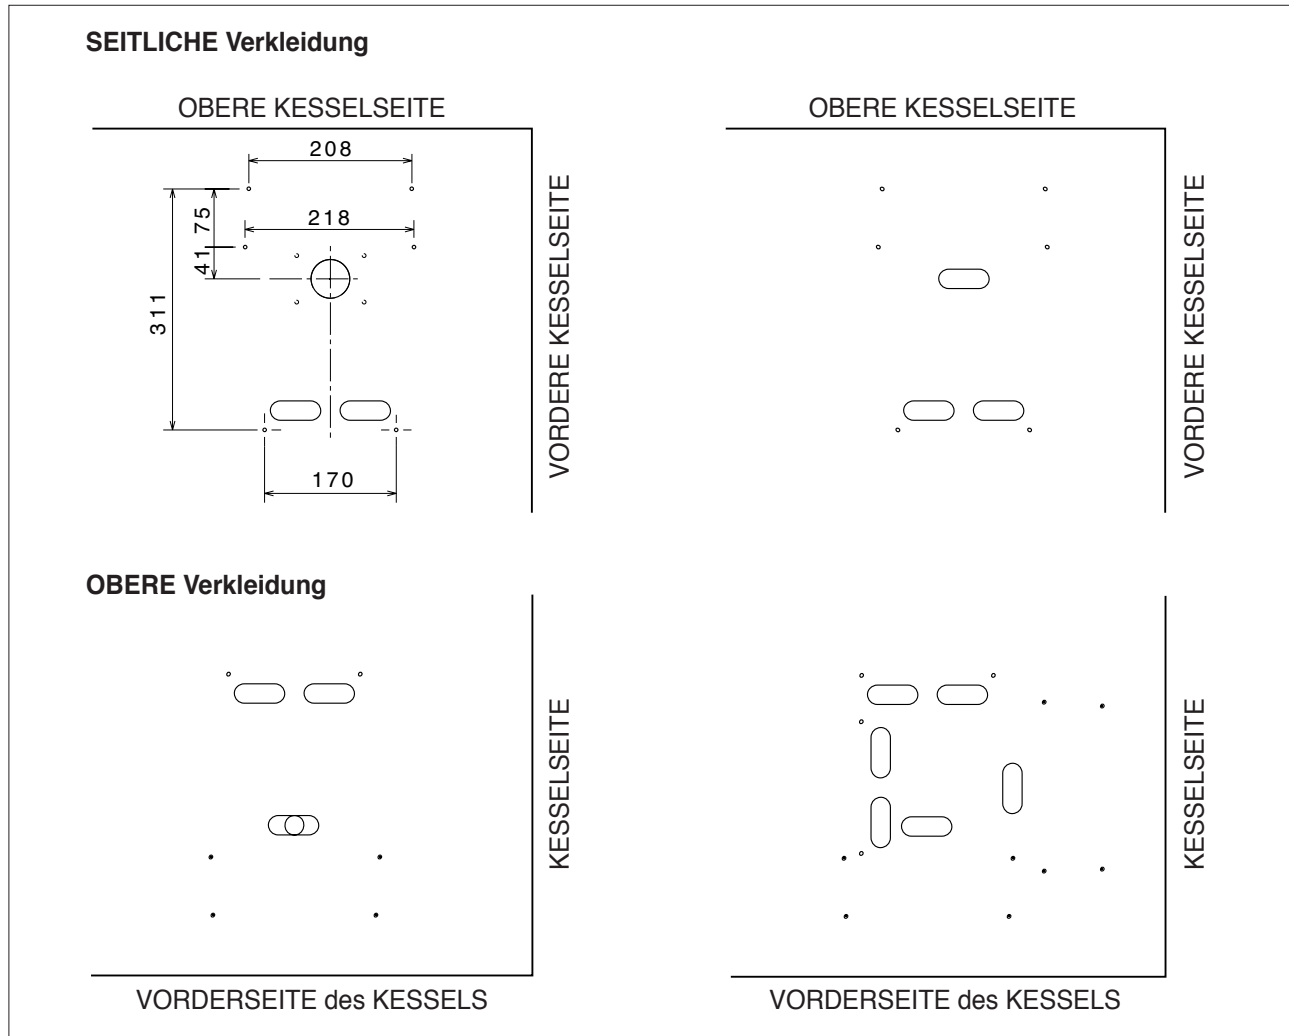 SEITLICHE Verkleidung
OBERE KESSELSEITE
208
75
218
41
311
170
VORDERE KESSELSEITE
OBERE KESSELSEITE
VORDERE KESSELSEITE
OBERE Verkleidung
KESSELSEITE
VORDERSEITE des KESSELS
KESSELSEITE
VORDERSEITE des KESSELS